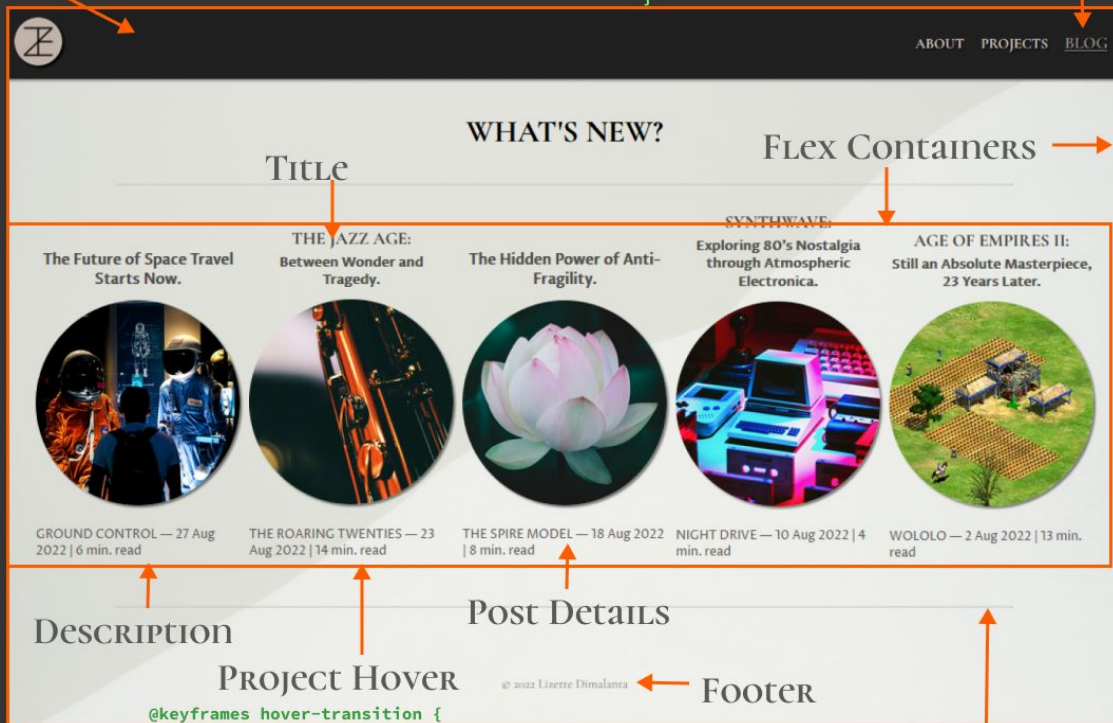 }
ABOUT PROJECTS BLOG
WHAT'S NEW?
Title
Flex Containers
The Future of Space Travel
Starts Now.
THE JAZZ AGE:
Between Wonder and
Tragedy.
The Hidden Power of Anti-
Fragility.
SYNTHWAVE:
Exploring 80's Nostalgia
through Atmospheric
Electronica.
AGE OF EMPIRES II:
Still an Absolute Masterpiece,
23 Years Later.
GROUND CONTROL — 27 Aug
2022 | 6 min. read
THE ROARING TWENTIES — 23
Aug 2022 | 14 min. read
THE SPIRE MODEL — 18 Aug 2022
| 8 min. read
NIGHT DRIVE — 10 Aug 2022 | 4
min. read
WOLOLO — 2 Aug 2022 | 13 min.
read
Description
Post Details
Project Hover
© 2022 Lizette Dimalanta
Footer
@keyframes hover-transition {